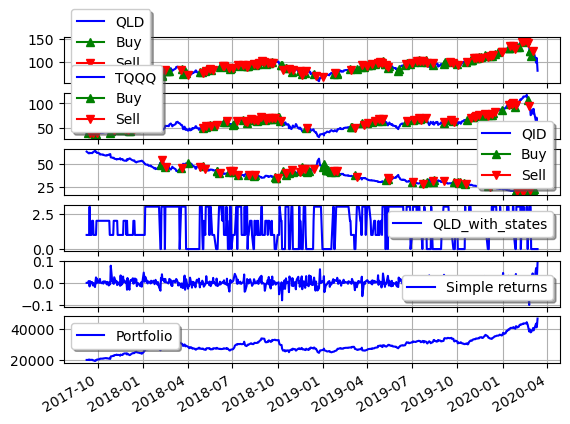 QLD
Buy
Sell
150
100
TQQQ
Buy
Sell
100
50
QID
Buy
Sell
50
25
2.5
0.0
QLD_with_states
0.1
0.0
−0.1
Simple returns
40000
20000
Portfolio
2017-10
2018-01
2018-04
2018-07
2018-10
2019-01
2019-04
2019-07
2019-10
2020-01
2020-04